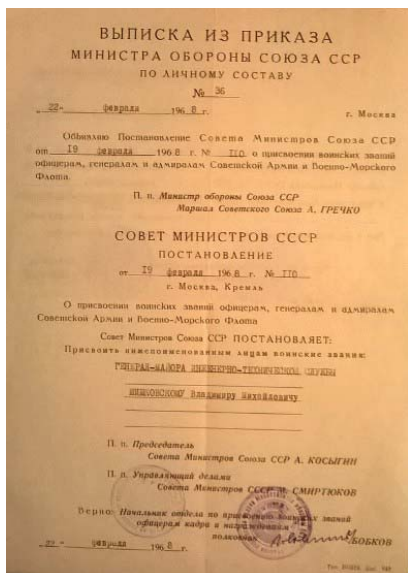 ВЫПИСКА ИЗ ПРИКАЗА
МИНИСТРА ОБОРОНЫ СОЮЗА ССР
ПО ЛИЧНОМУ СОСТАВУ
№ 36
„22“ февраля 1968 г.
г. Москва
Объявляю Постановление Совета Министров Союза ССР
от 19 февраля 1968 г. № 110 о присвоении воинских званий
офицерам, генералам и адмиралам Советской Армии и Военно-Морского
Флота.
П. п. Министр обороны Союза ССР
Маршал Советского Союза А. ГРЕЧКО
СОВЕТ МИНИСТРОВ СССР
ПОСТАНОВЛЕНИЕ
от 19 февраля 1968 г. № 110
г. Москва, Кремль
О присвоении воинских званий офицерам, генералам и адмиралам
Советской Армии и Военно-Морского Флота
Совет Министров Союза ССР ПОСТАНОВЛЯЕТ:
Присвоить нижепоименованным лицам воинские звания:
ГЕНЕРАЛ-МАЙОРА ИНЖЕНЕРНО-ТЕХНИЧЕСКОЙ СЛУЖБЫ
Владимиру Михайловичу
П. п. Председатель
Совета Министров Союза ССР А. КОСЫГИН
П. п. Управляющий делами
Совета Министров СССР М. СМИРТЮКОВ
Верно: Начальник отдела по присвоению воинских званий
офицерам кадра и награждениям
полковник БОБКОВ
„22“ февраля 1968 г.